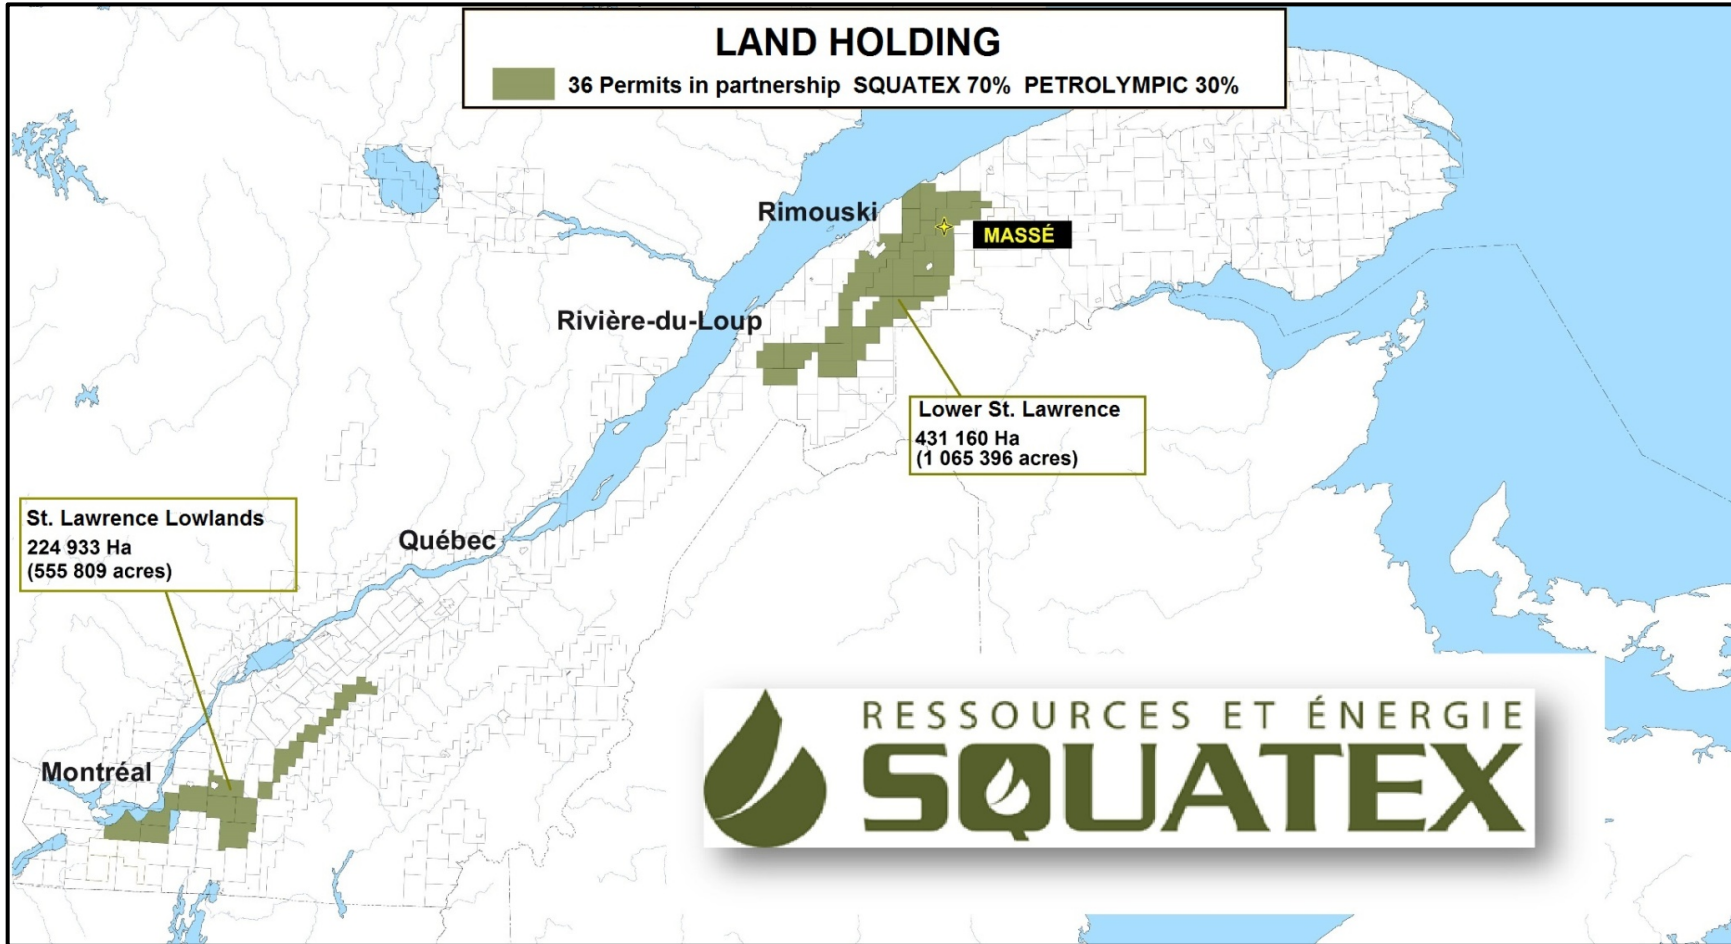 LAND HOLDING
36 Permits in partnership SQUATEX 70% PETROLYMPIC 30%
Rimouski
MASSÉ
Rivière-du-Loup
Lower St. Lawrence
431 160 Ha
(1 065 396 acres)
St. Lawrence Lowlands
224 933 Ha
(555 809 acres)
Québec
Montréal
RESSOURCES ET ÉNERGIE
SQUATEX